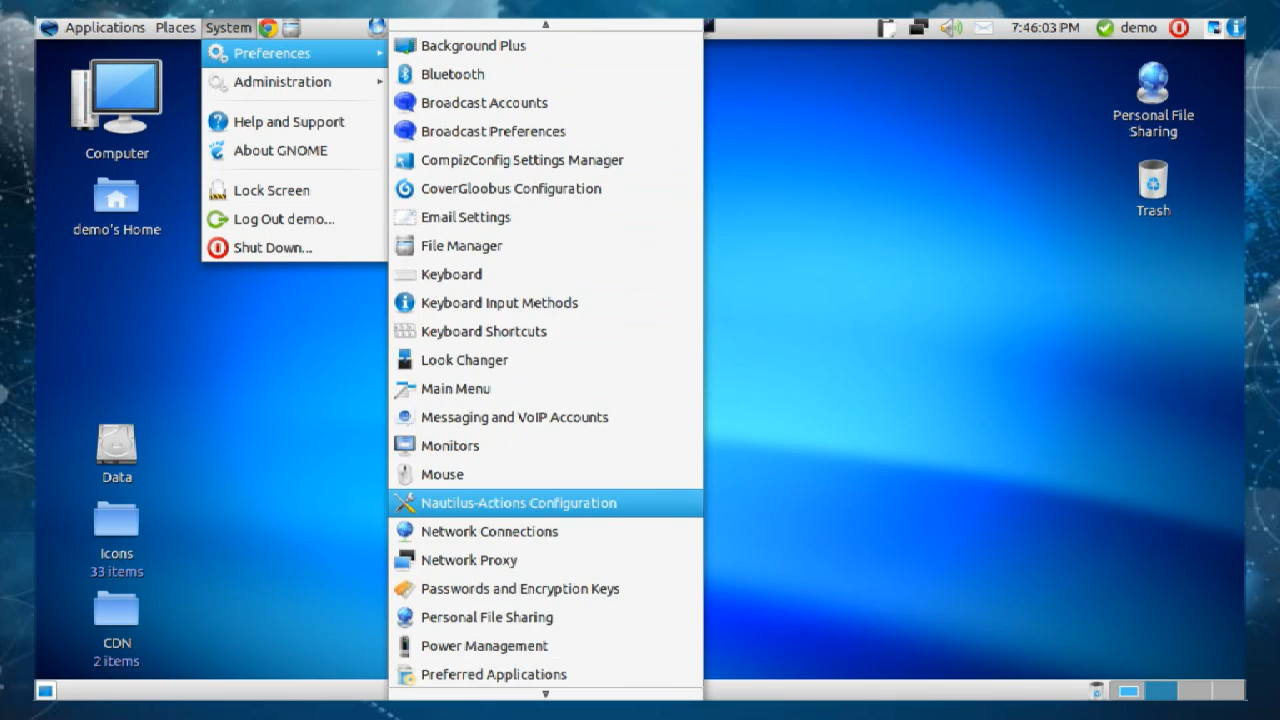 Applications Places System
7:46:03 PM demo
Preferences
Administration
Help and Support
About GNOME
Lock Screen
Log Out demo...
Shut Down...
Background Plus
Bluetooth
Broadcast Accounts
Broadcast Preferences
CompizConfig Settings Manager
CoverGloobus Configuration
Email Settings
File Manager
Keyboard
Keyboard Input Methods
Keyboard Shortcuts
Look Changer
Main Menu
Messaging and VoIP Accounts
Monitors
Mouse
Nautilus-Actions Configuration
Network Connections
Network Proxy
Passwords and Encryption Keys
Personal File Sharing
Power Management
Preferred Applications
Computer
demo's Home
Data
Icons
33 items
CDN
2 items
Personal File
Sharing
Trash